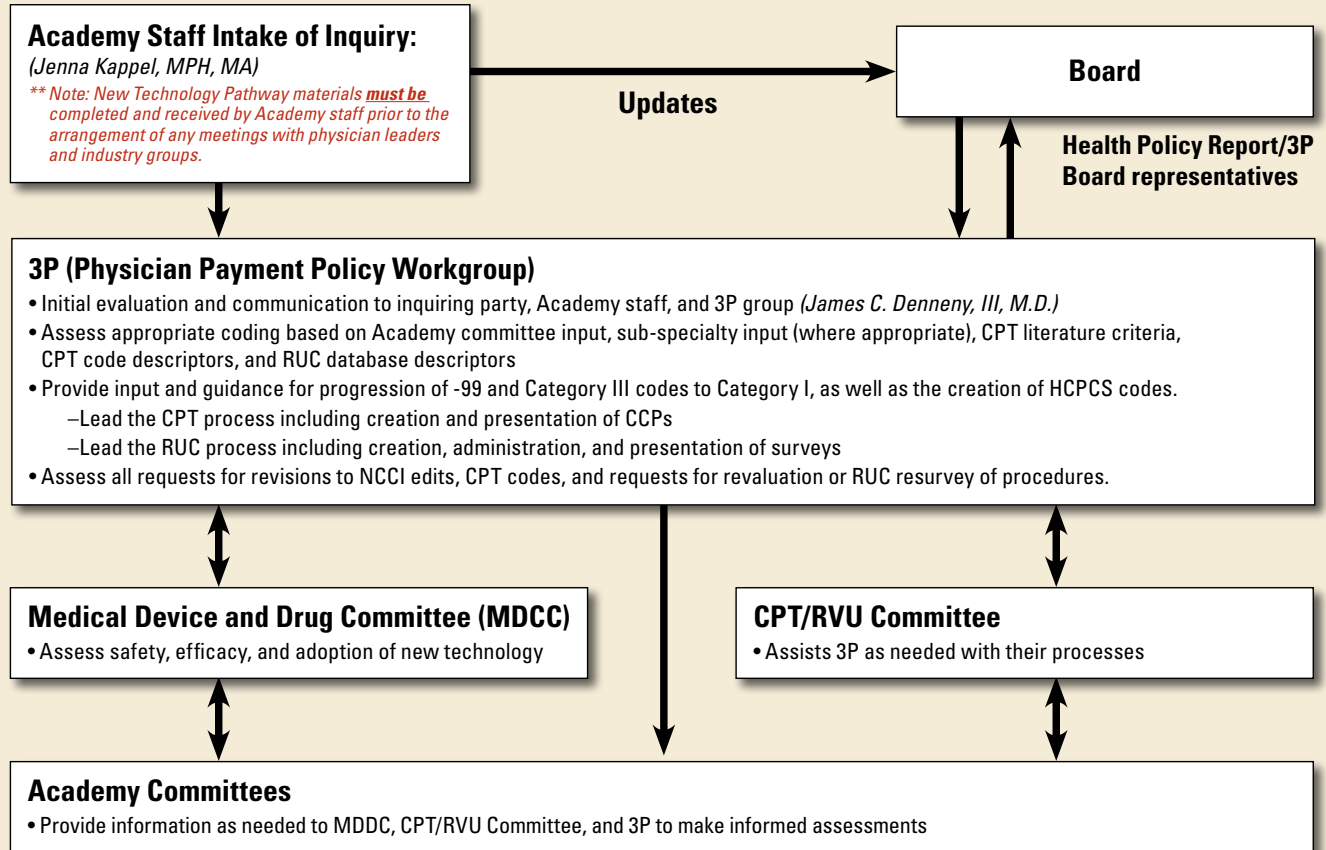 Academy Staff Intake of Inquiry:
(Jenna Kappel, MPH, MA)
** Note: New Technology Pathway materials must be
completed and received by Academy staff prior to the
arrangement of any meetings with physician leaders
and industry groups.
Updates
Board
Health Policy Report/3P
Board representatives
3P (Physician Payment Policy Workgroup)
• Initial evaluation and communication to inquiring party, Academy staff, and 3P group (James C. Denneny, III, M.D.)
• Assess appropriate coding based on Academy committee input, sub-specialty input (where appropriate), CPT literature criteria,
CPT code descriptors, and RUC database descriptors
• Provide input and guidance for progression of -99 and Category III codes to Category I, as well as the creation of HCPCS codes.
–Lead the CPT process including creation and presentation of CCPs
–Lead the RUC process including creation, administration, and presentation of surveys
• Assess all requests for revisions to NCCI edits, CPT codes, and requests for revaluation or RUC resurvey of procedures.
Medical Device and Drug Committee (MDCC)
• Assess safety, efficacy, and adoption of new technology
CPT/RVU Committee
• Assists 3P as needed with their processes
Academy Committees
• Provide information as needed to MDDC, CPT/RVU Committee, and 3P to make informed assessments